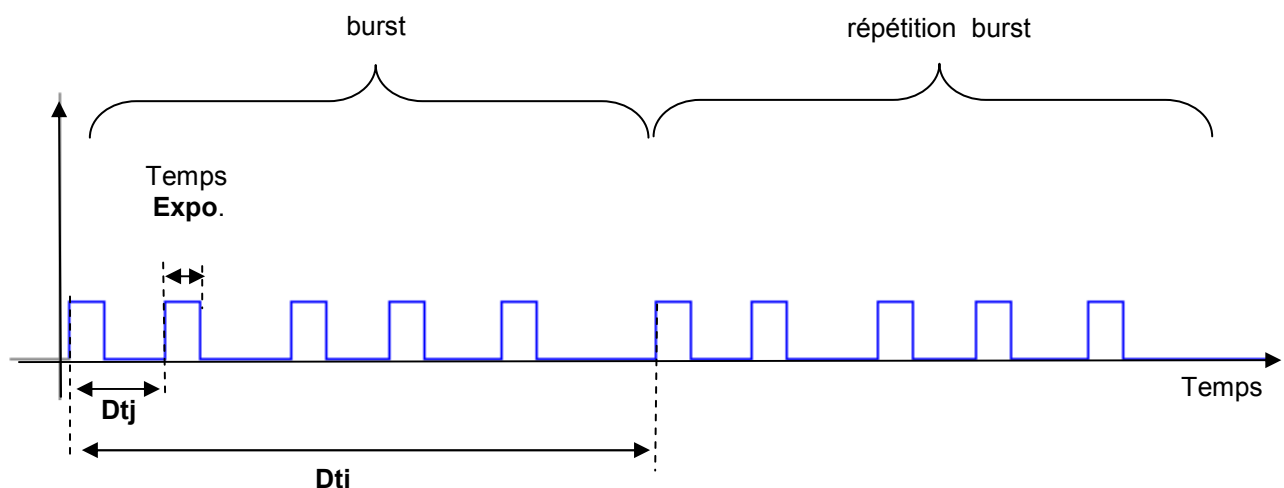 burst
répétition burst
Temps
Expo.
Temps
Dtj
Dti